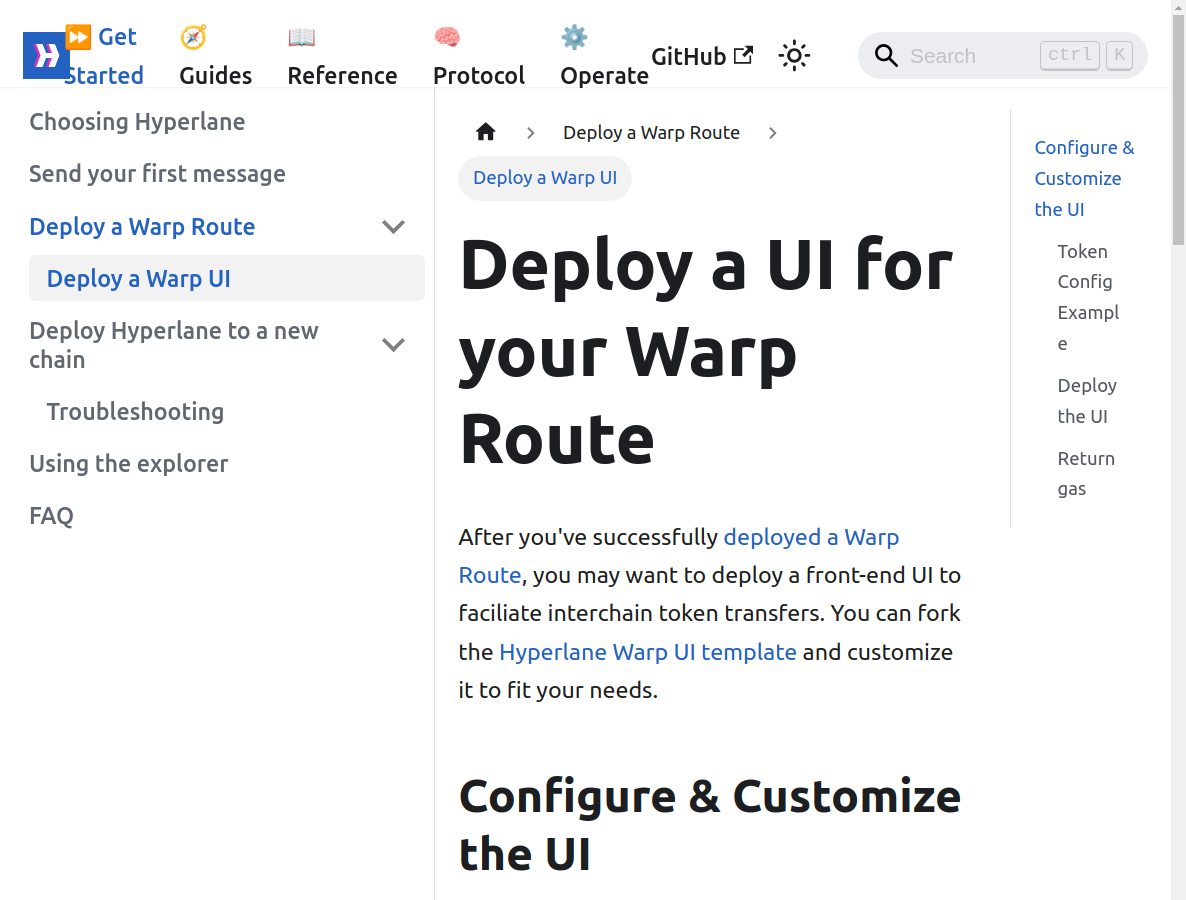 ⏩ Get Started
🧭 Guides
📖 Reference
🧠 Protocol
⚙️ Operate
GitHub
Search
ctrl K
Choosing Hyperlane
Send your first message
Deploy a Warp Route
Deploy a Warp UI
Deploy Hyperlane to a new
chain
Troubleshooting
Using the explorer
FAQ
Deploy a Warp Route
Deploy a Warp UI
Deploy a UI for
your Warp
Route
After you've successfully deployed a Warp
Route, you may want to deploy a front-end UI to
faciliate interchain token transfers. You can fork
the Hyperlane Warp UI template and customize
it to fit your needs.
Configure & Customize
the UI
Configure &
Customize
the UI
Token
Config
Exampl
e
Deploy
the UI
Return
gas